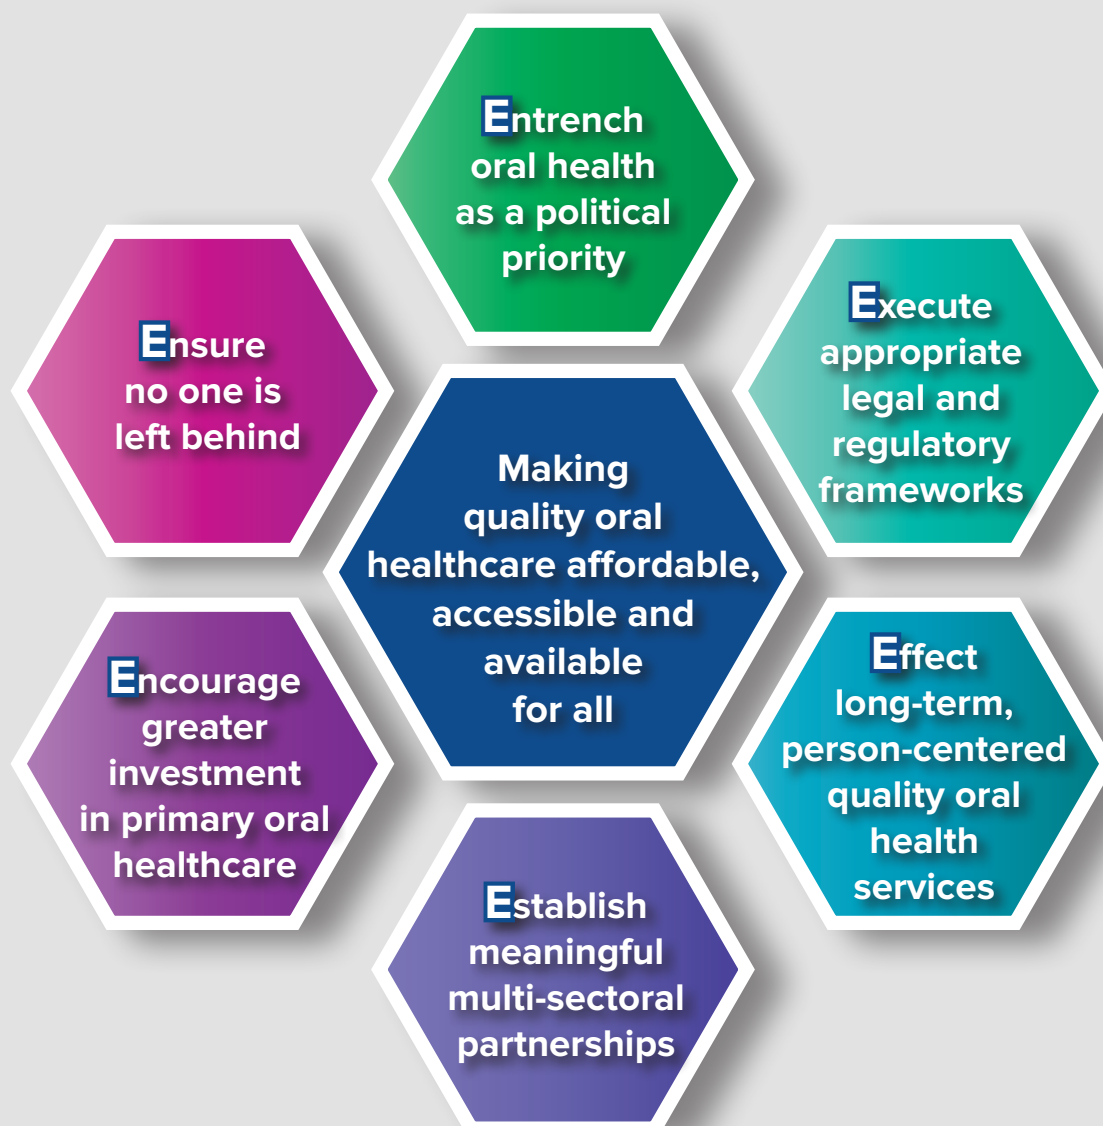 Entrench
oral health
as a political
priority
Execute
appropriate
legal and
regulatory
frameworks
Effect
long-term,
person-centered
quality oral
health
services
Establish
meaningful
multi-sectoral
partnerships
Encourage
greater
investment
in primary oral
healthcare
Ensure
no one is
left behind
Making
quality oral
healthcare affordable,
accessible and
available
for all